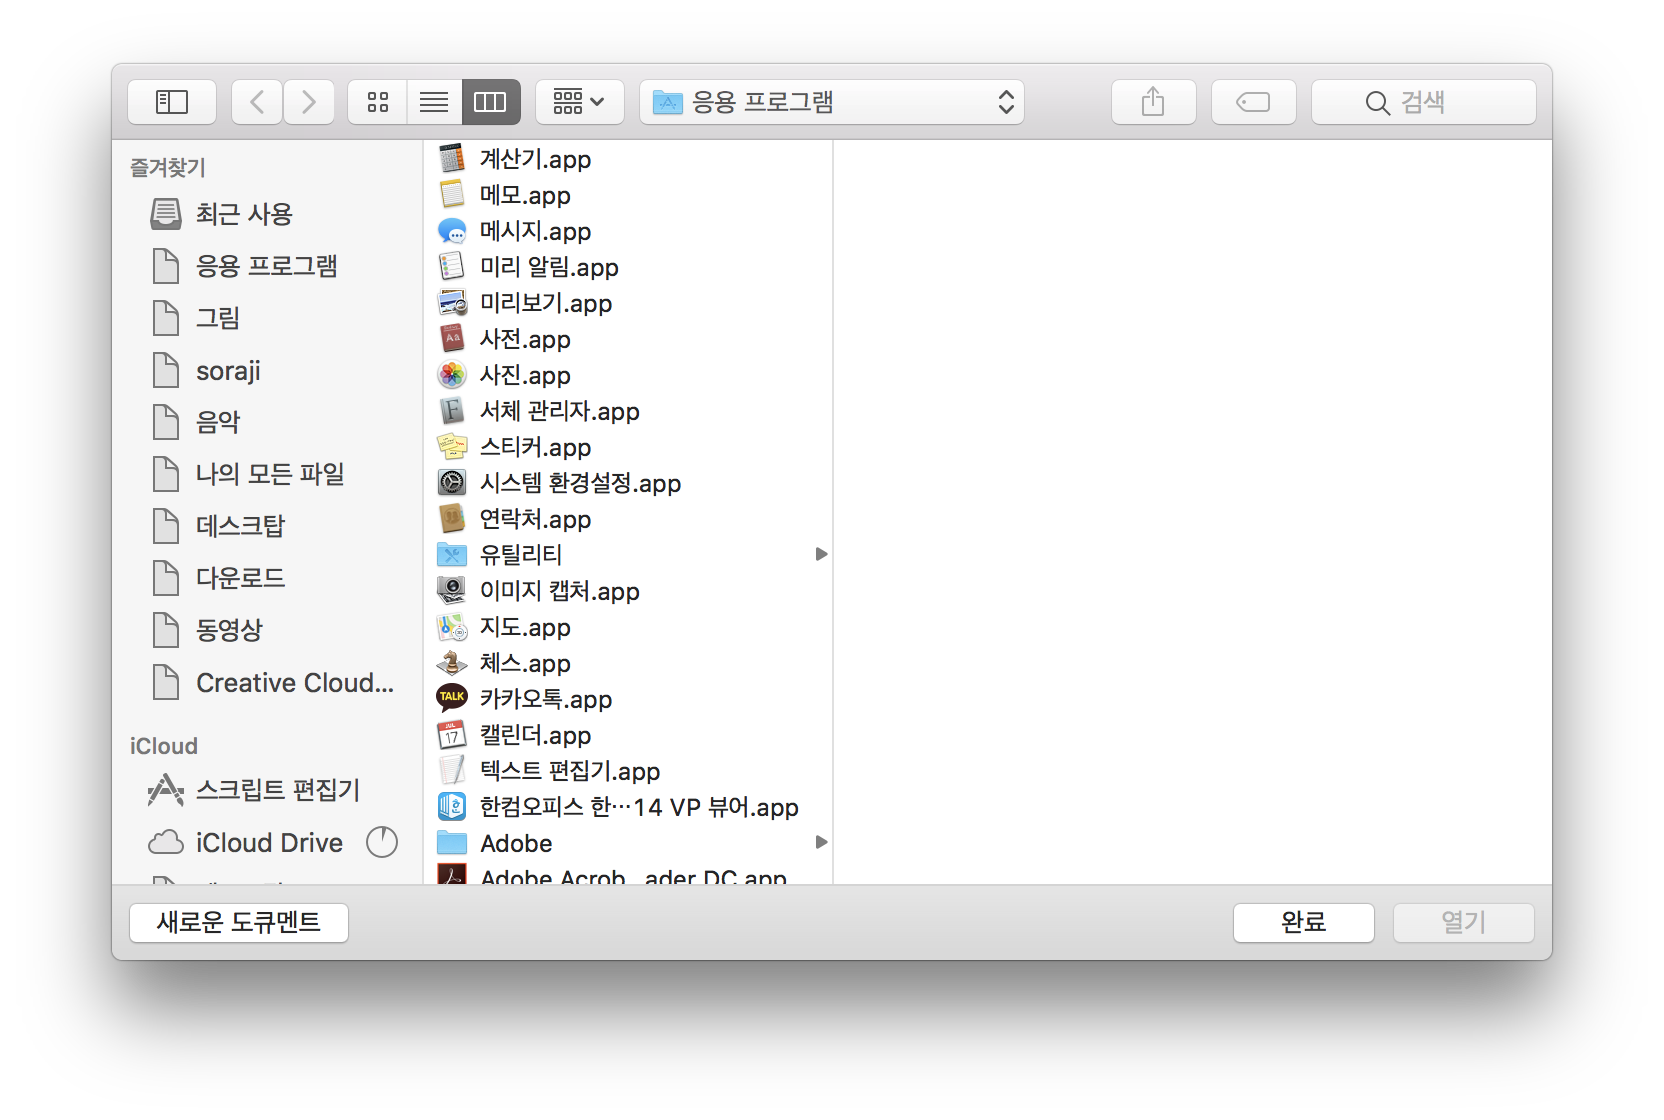 응용 프로그램
검색
즐겨찾기
최근 사용
응용 프로그램
그림
soraji
음악
나의 모든 파일
데스크탑
다운로드
동영상
Creative Cloud...
iCloud
스크립트 편집기
iCloud Drive
계산기.app
메모.app
메시지.app
미리 알림.app
미리보기.app
사전.app
사진.app
서체 관리자.app
스티커.app
시스템 환경설정.app
연락처.app
유틸리티
이미지 캡처.app
지도.app
체스.app
TALK
카카오톡.app
JUL
17
캘린더.app
텍스트 편집기.app
한컴오피스 한…14 VP 뷰어.app
Adobe
Adobe Acrob...ader DC.app
새로운 도큐멘트
완료
열기